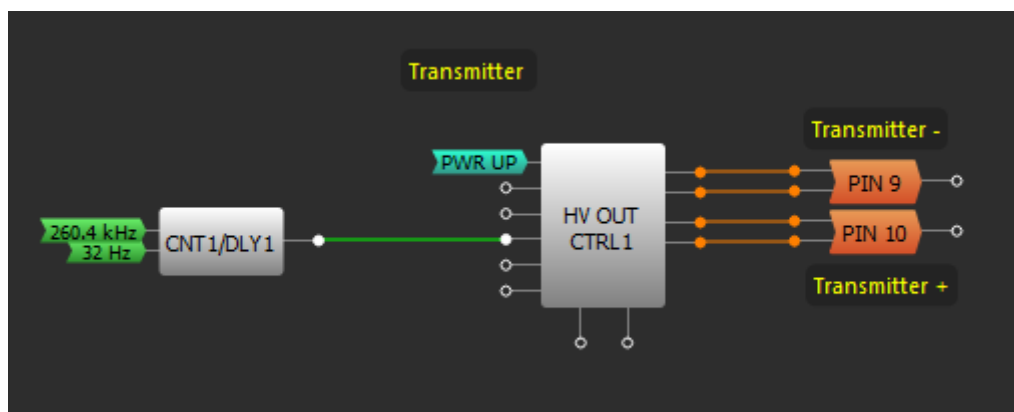 Transmitter
Transmitter -
PWR UP
PIN 9
HV OUT
CTRL1
260.4 kHz
32 Hz
CNT1/DLY1
PIN 10
Transmitter +